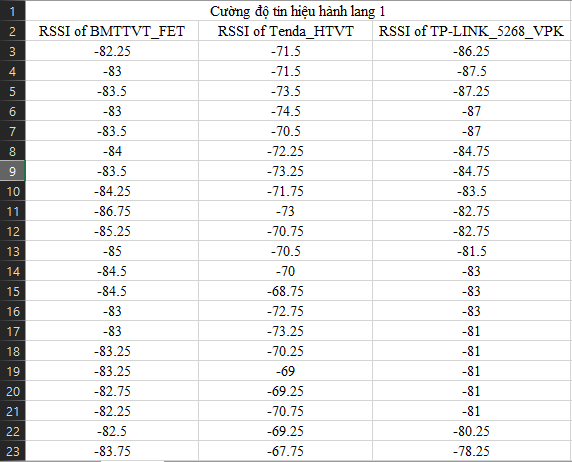 1 Cường độ tín hiệu hành lang 1
2 RSSI of BMTTVT_FET RSSI of Tenda_HTVT RSSI of TP-LINK_5268_VPK
3 -82.25 -71.5 -86.25
4 -83 -71.5 -87.5
5 -83.5 -73.5 -87.25
6 -83 -74.5 -87
7 -83.5 -70.5 -87
8 -84 -72.25 -84.75
9 -83.5 -73.25 -84.75
10 -84.25 -71.75 -83.5
11 -86.75 -73 -82.75
12 -85.25 -70.75 -82.75
13 -85 -70.5 -81.5
14 -84.5 -70 -83
15 -84.5 -68.75 -83
16 -83 -72.75 -83
17 -83 -73.25 -81
18 -83.25 -70.25 -81
19 -83.25 -69 -81
20 -82.75 -69.25 -81
21 -82.25 -70.75 -81
22 -82.5 -69.25 -80.25
23 -83.75 -67.75 -78.25